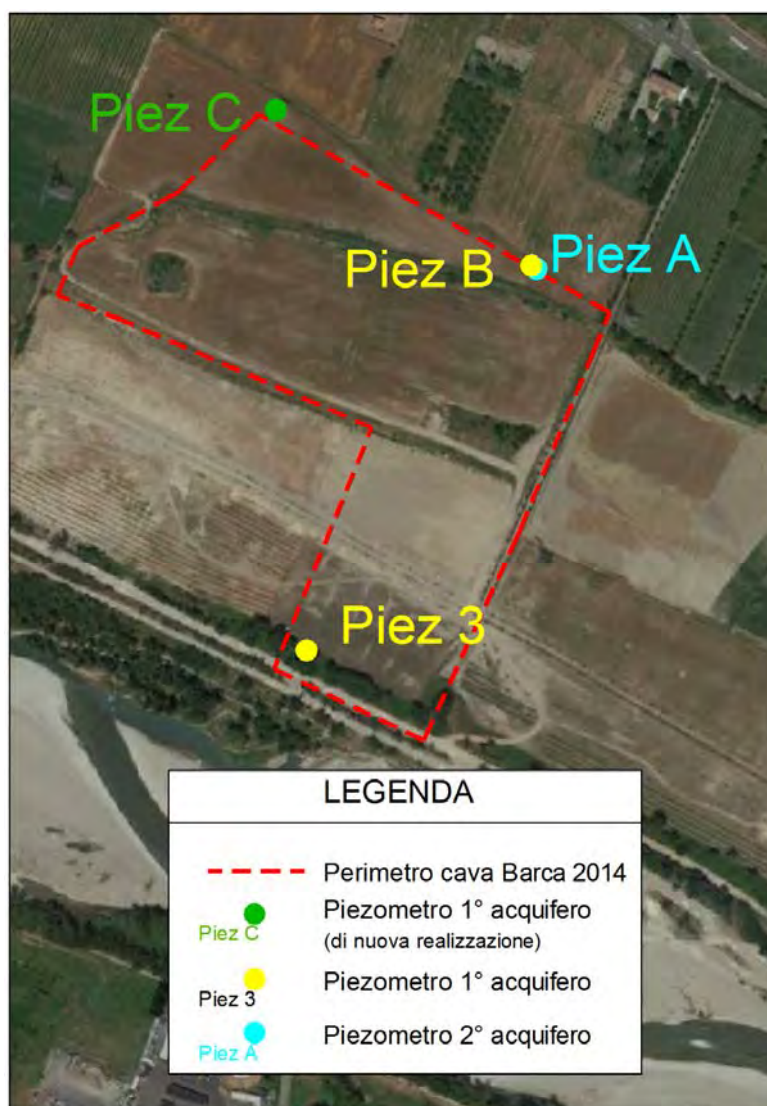 Piez C
Piez B
Piez A
Piez 3
LEGENDA
Perimetro cava Barca 2014
Piezometro 1° acquifero
(di nuova realizzazione)
Piez C
Piezometro 1° acquifero
Piez 3
Piezometro 2° acquifero
Piez A